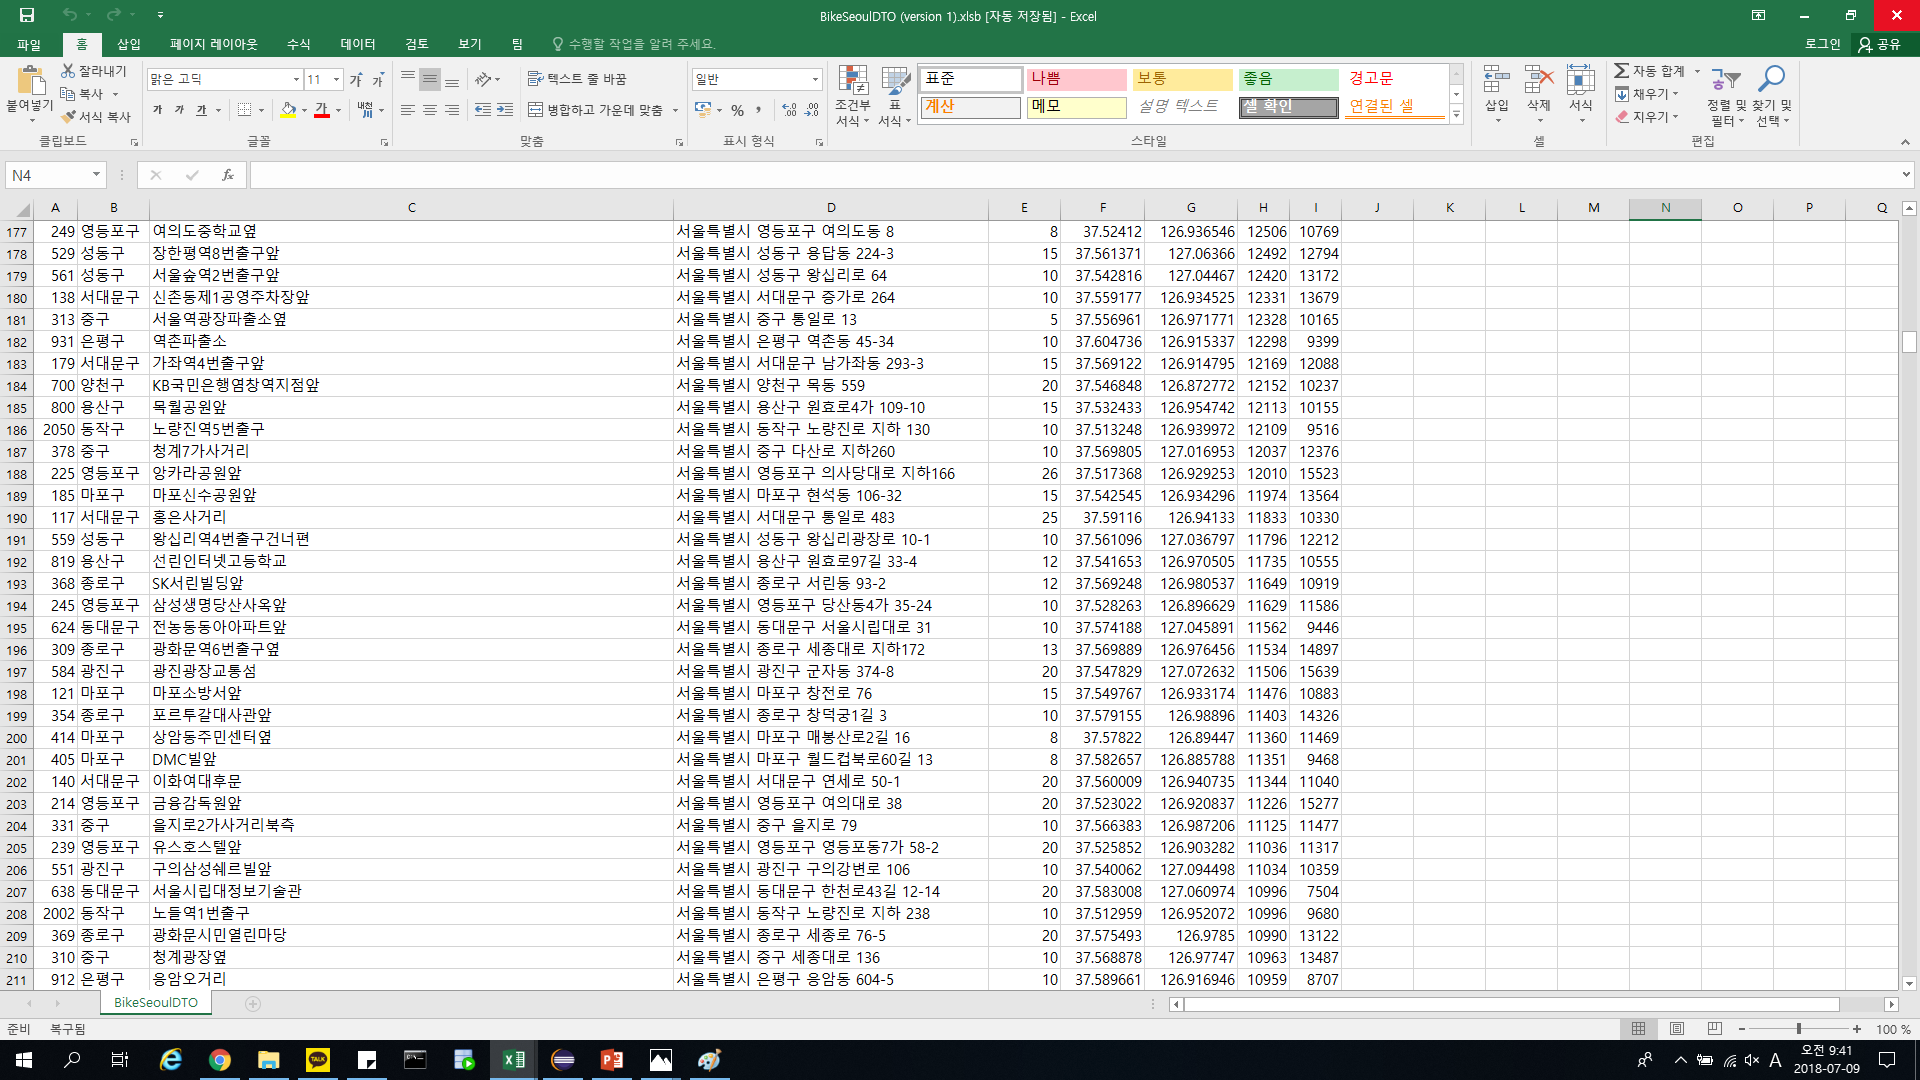 BikeSeoulDTO (version 1).xlsb [자동 저장됨] - Excel
파일 홈 삽입 페이지 레이아웃 수식 데이터 검토 보기 팀 수행할 작업을 알려 주세요. 로그인 공유
붙여넣기 잘라내기 복사 서식 복사 클립보드
맑은 고딕 11 가 가 가 가 가 가 내천 글꼴
텍스트 줄 바꿈 병합하고 가운데 맞춤 맞춤
일반 % , 표시 형식
조건부 서식 표 서식 표준 나쁨 보통 좋음 경고문
계산 메모 설명 텍스트 셀 확인 연결된 셀 스타일
삽입 삭제 서식 셀
자동 합계 채우기 지우기 정렬 및 필터 찾기 및 선택 편집
N4 fx
A B C D E F G H I J K L M N O P Q
177 249 영등포구 여의도중학교옆 서울특별시 영등포구 여의도동 8 8 37.52412 126.936546 12506 10769
178 529 성동구 장한평역8번출구앞 서울특별시 성동구 용답동 224-3 15 37.561371 127.06366 12492 12794
179 561 성동구 서울숲역2번출구앞 서울특별시 성동구 왕십리로 64 10 37.542816 127.04467 12420 13172
180 138 서대문구 신촌동제1공영주차장앞 서울특별시 서대문구 증가로 264 10 37.559177 126.934525 12331 13679
181 313 중구 서울역광장파출소옆 서울특별시 중구 통일로 13 5 37.556961 126.971771 12328 10165
182 931 은평구 역촌파출소 서울특별시 은평구 역촌동 45-34 10 37.604736 126.915337 12298 9399
183 179 서대문구 가좌역4번출구앞 서울특별시 서대문구 남가좌동 293-3 15 37.569122 126.914795 12169 12088
184 700 양천구 KB국민은행염창역지점앞 서울특별시 양천구 목동 559 20 37.546848 126.872772 12152 10237
185 800 용산구 목월공원앞 서울특별시 용산구 원효로4가 109-10 15 37.532433 126.954742 12113 10155
186 2050 동작구 노량진역5번출구 서울특별시 동작구 노량진로 지하 130 10 37.513248 126.939972 12109 9516
187 378 중구 청계7가사거리 서울특별시 중구 다산로 지하260 10 37.569805 127.016953 12037 12376
188 225 영등포구 앙카라공원앞 서울특별시 영등포구 의사당대로 지하166 26 37.517368 126.929253 12010 15523
189 185 마포구 마포신수공원앞 서울특별시 마포구 현석동 106-32 15 37.542545 126.934296 11974 13564
190 117 서대문구 홍은사거리 서울특별시 서대문구 통일로 483 25 37.59116 126.94133 11833 10330
191 559 성동구 왕십리역4번출구건너편 서울특별시 성동구 왕십리광장로 10-1 10 37.561096 127.036797 11796 12212
192 819 용산구 선린인터넷고등학교 서울특별시 용산구 원효로97길 33-4 12 37.541653 126.970505 11735 10555
193 368 종로구 SK서린빌딩앞 서울특별시 종로구 서린동 93-2 12 37.569248 126.980537 11649 10919
194 245 영등포구 삼성생명당산사옥앞 서울특별시 영등포구 당산동4가 35-24 10 37.528263 126.896629 11629 11586
195 624 동대문구 전농동동아아파트앞 서울특별시 동대문구 서울시립대로 31 10 37.574188 127.045891 11562 9446
196 309 종로구 광화문역6번출구옆 서울특별시 종로구 세종대로 지하172 13 37.569889 126.976456 11534 14897
197 584 광진구 광진광장교통섬 서울특별시 광진구 군자동 374-8 20 37.547829 127.072632 11506 15639
198 121 마포구 마포소방서앞 서울특별시 마포구 창전로 76 15 37.549767 126.933174 11476 10883
199 354 종로구 포르투갈대사관앞 서울특별시 종로구 창덕궁1길 3 10 37.579155 126.98896 11403 14326
200 414 마포구 상암동주민센터옆 서울특별시 마포구 매봉산로2길 16 8 37.57822 126.89447 11360 11469
201 405 마포구 DMC빌앞 서울특별시 마포구 월드컵북로60길 13 8 37.582657 126.885788 11351 9468
202 140 서대문구 이화여대후문 서울특별시 서대문구 연세로 50-1 20 37.560009 126.940735 11344 11040
203 214 영등포구 금융감독원앞 서울특별시 영등포구 여의대로 38 20 37.523022 126.920837 11226 15277
204 331 중구 을지로2가사거리북측 서울특별시 중구 을지로 79 10 37.566383 126.987206 11125 11477
205 239 영등포구 유스호스텔앞 서울특별시 영등포구 영등포동7가 58-2 20 37.525852 126.903282 11036 11317
206 551 광진구 구의삼성쉐르빌앞 서울특별시 광진구 구의강변로 106 10 37.540062 127.094498 11034 10359
207 638 동대문구 서울시립대정보기술관 서울특별시 동대문구 한천로43길 12-14 20 37.583008 127.060974 10996 7504
208 2002 동작구 노들역1번출구 서울특별시 동작구 노량진로 지하 238 10 37.512959 126.952072 10996 9680
209 369 종로구 광화문시민열린마당 서울특별시 종로구 세종로 76-5 20 37.575493 126.9785 10990 13122
210 310 중구 청계광장옆 서울특별시 중구 세종대로 136 10 37.568878 126.97747 10963 13487
211 912 은평구 응암오거리 서울특별시 은평구 응암동 604-5 10 37.589661 126.916946 10959 8707
BikeSeoulDTO
준비 복구됨 100 %
TALK A 오전 9:41
2018-07-09